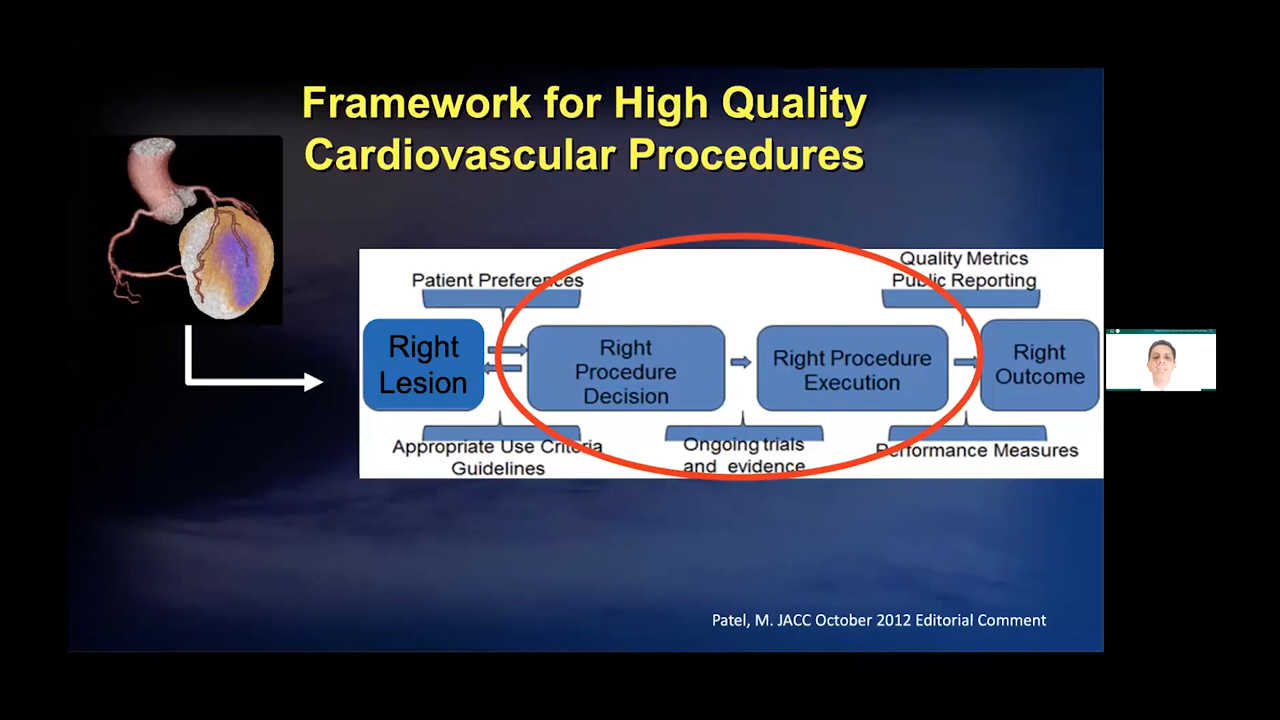 Framework for High Quality
Cardiovascular Procedures
Patient Preferences
Quality Metrics
Public Reporting
Right
Lesion
Right
Procedure
Decision
Right Procedure
Execution
Right
Outcome
Appropriate Use Criteria
Guidelines
Ongoing trials
and evidence
Performance Measures
Patel, M. JACC October 2012 Editorial Comment